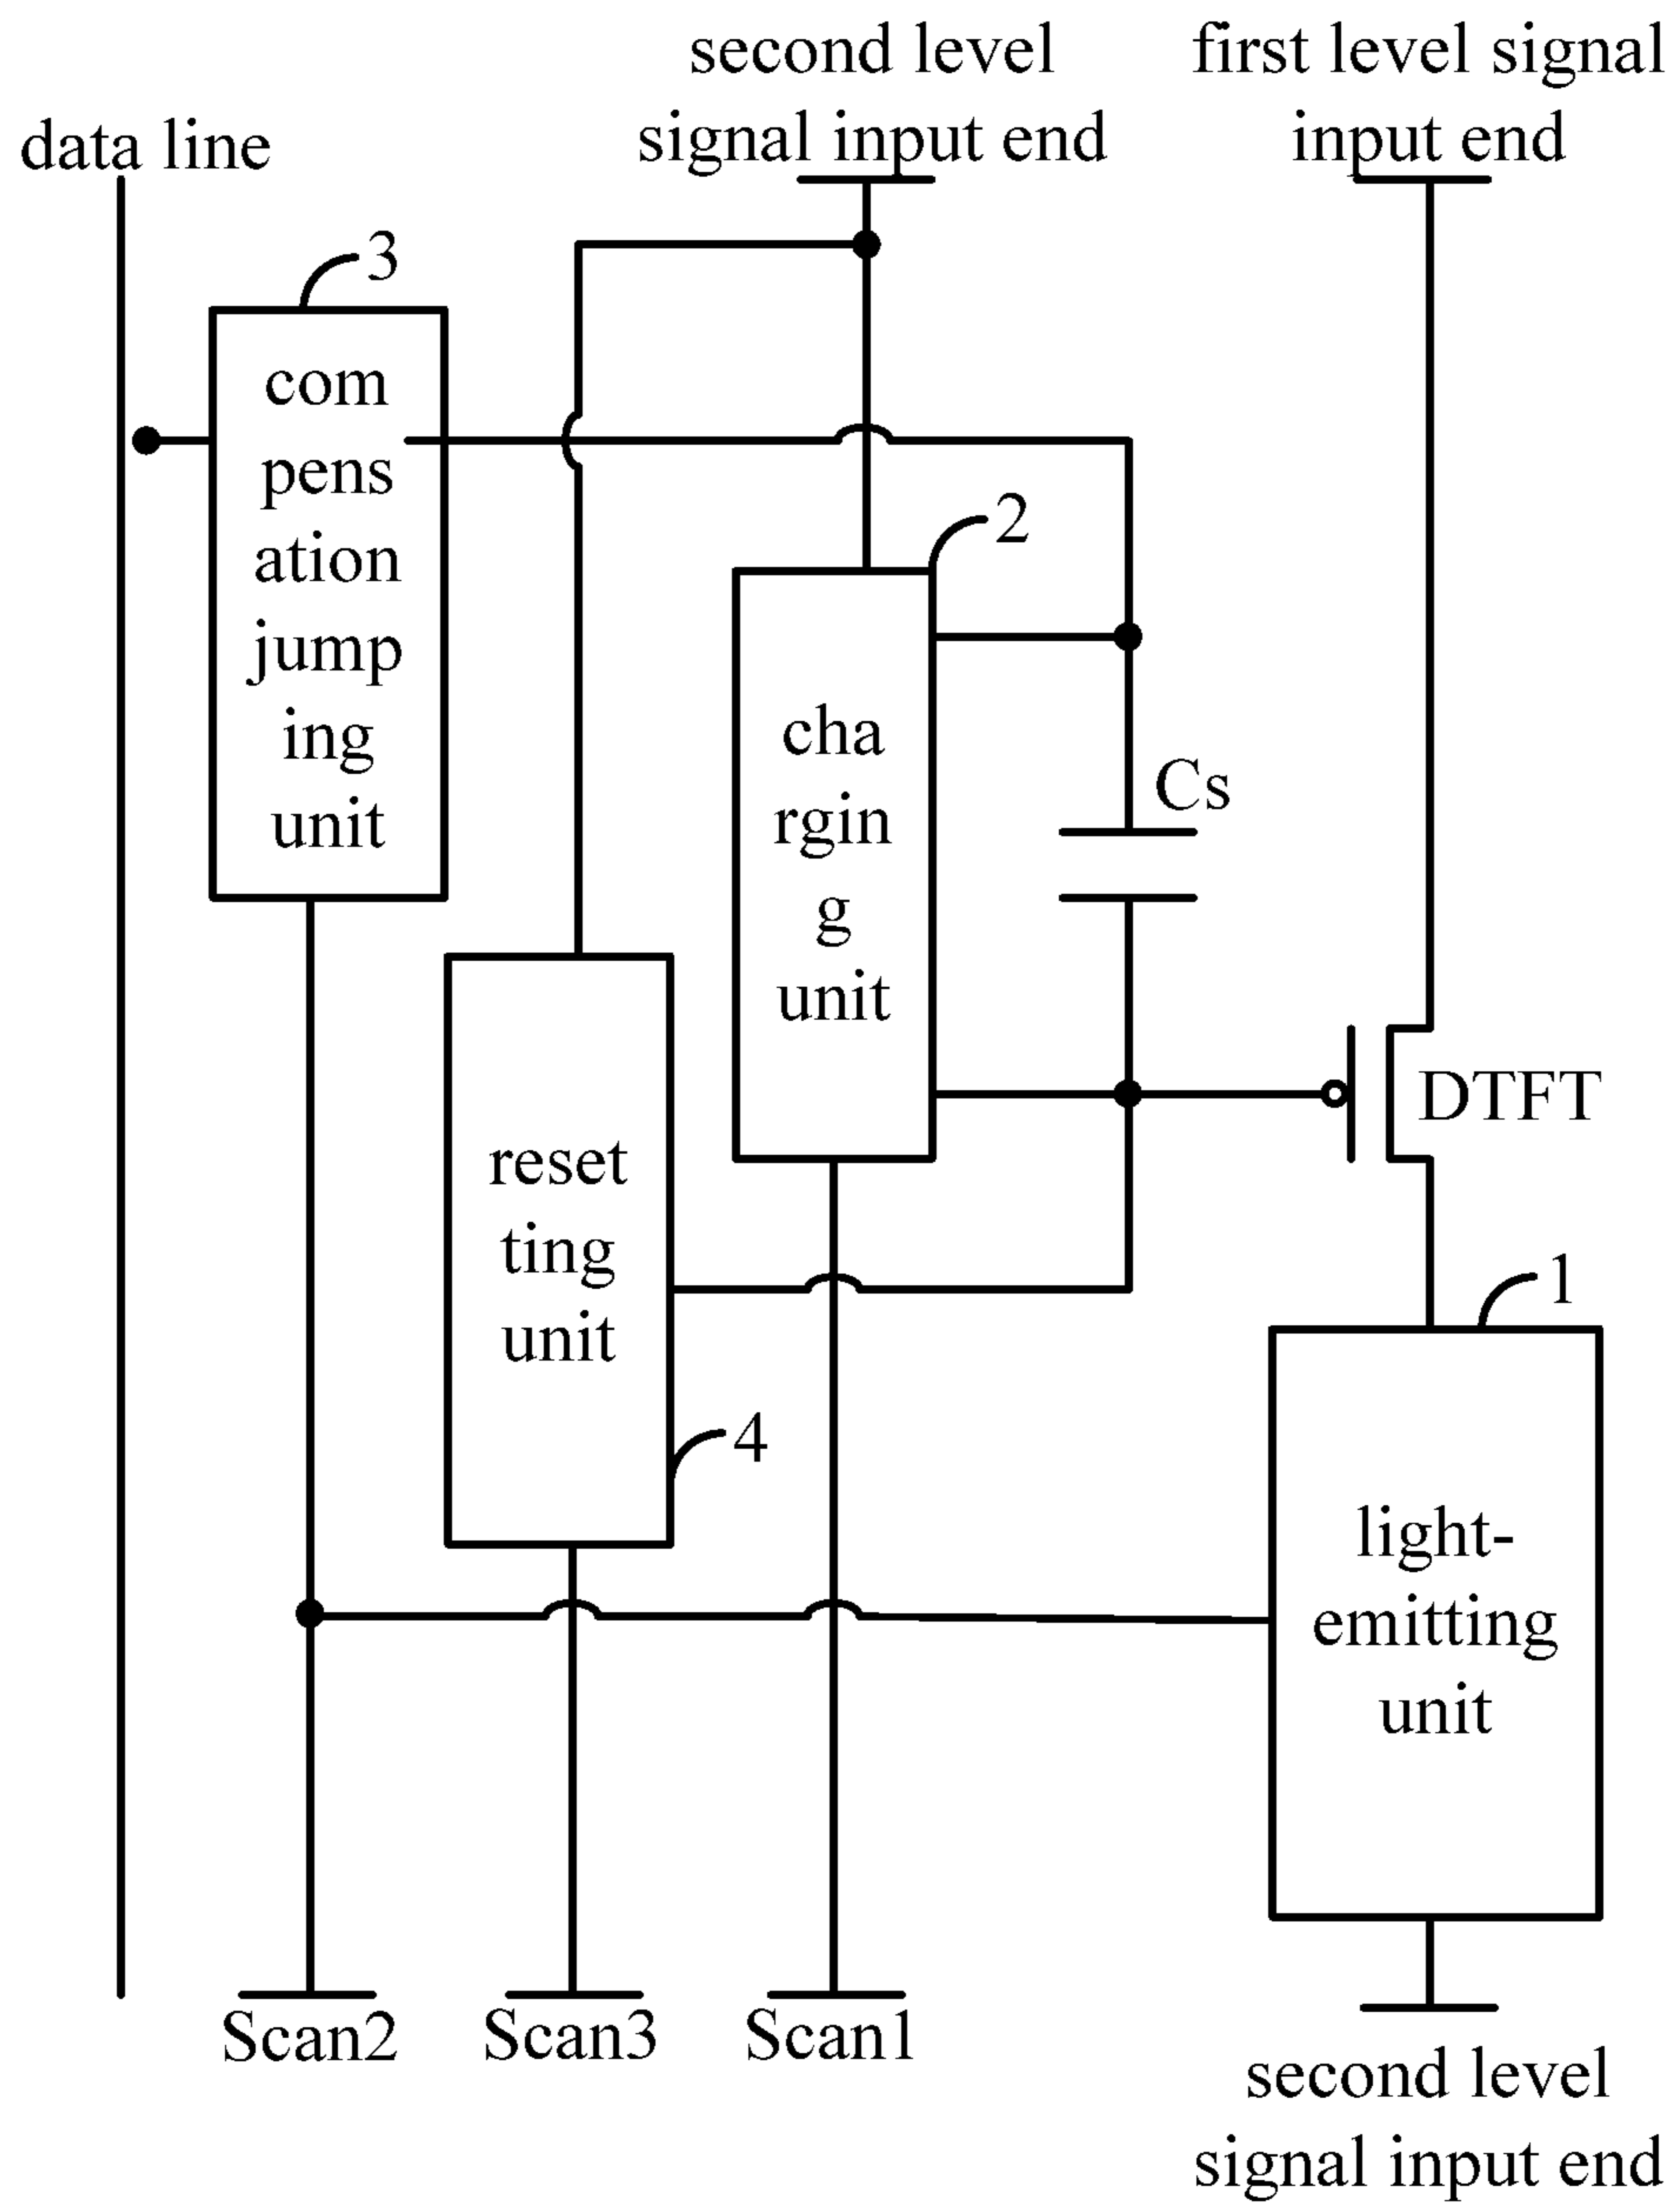 second level
signal input end
first level signal
input end
data line
3
com
pens
ation
jump
ing
unit
2
cha
rgin
g
unit
Cs
DTFT
reset
ting
unit
4
1
light-
emitting
unit
Scan2
Scan3
Scan1
second level
signal input end